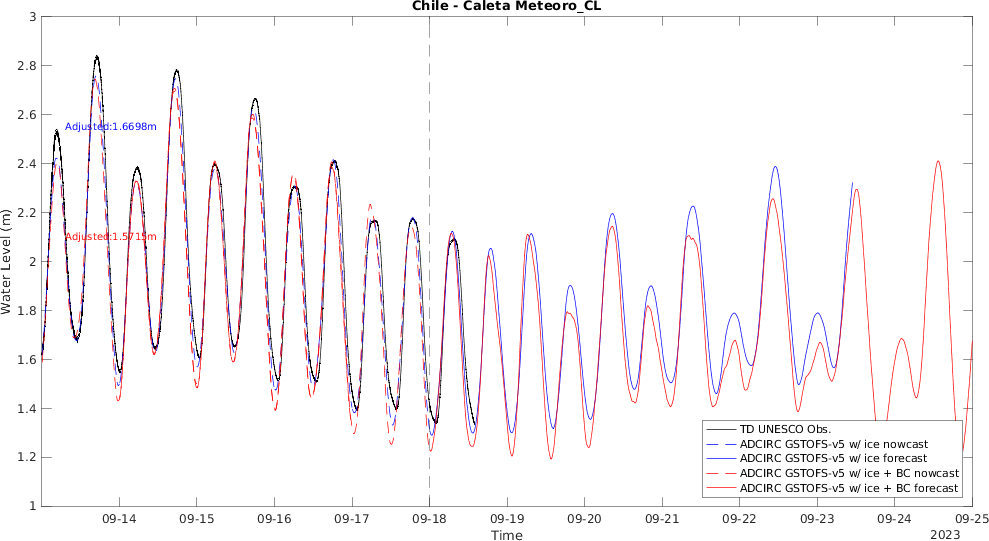 Chile - Caleta Meteoro_CL
Water Level (m)
3
2.8
2.6
2.4
2.2
2
1.8
1.6
1.4
1.2
1
Adjusted:1.6698m
Adjusted:1.5715m
TD UNESCO Obs.
ADCIRC GSTOFS-v5 w/ ice nowcast
ADCIRC GSTOFS-v5 w/ ice forecast
ADCIRC GSTOFS-v5 w/ ice + BC nowcast
ADCIRC GSTOFS-v5 w/ ice + BC forecast
09-14 09-15 09-16 09-17 09-18 09-19 09-20 09-21 09-22 09-23 09-24 09-25
Time
2023